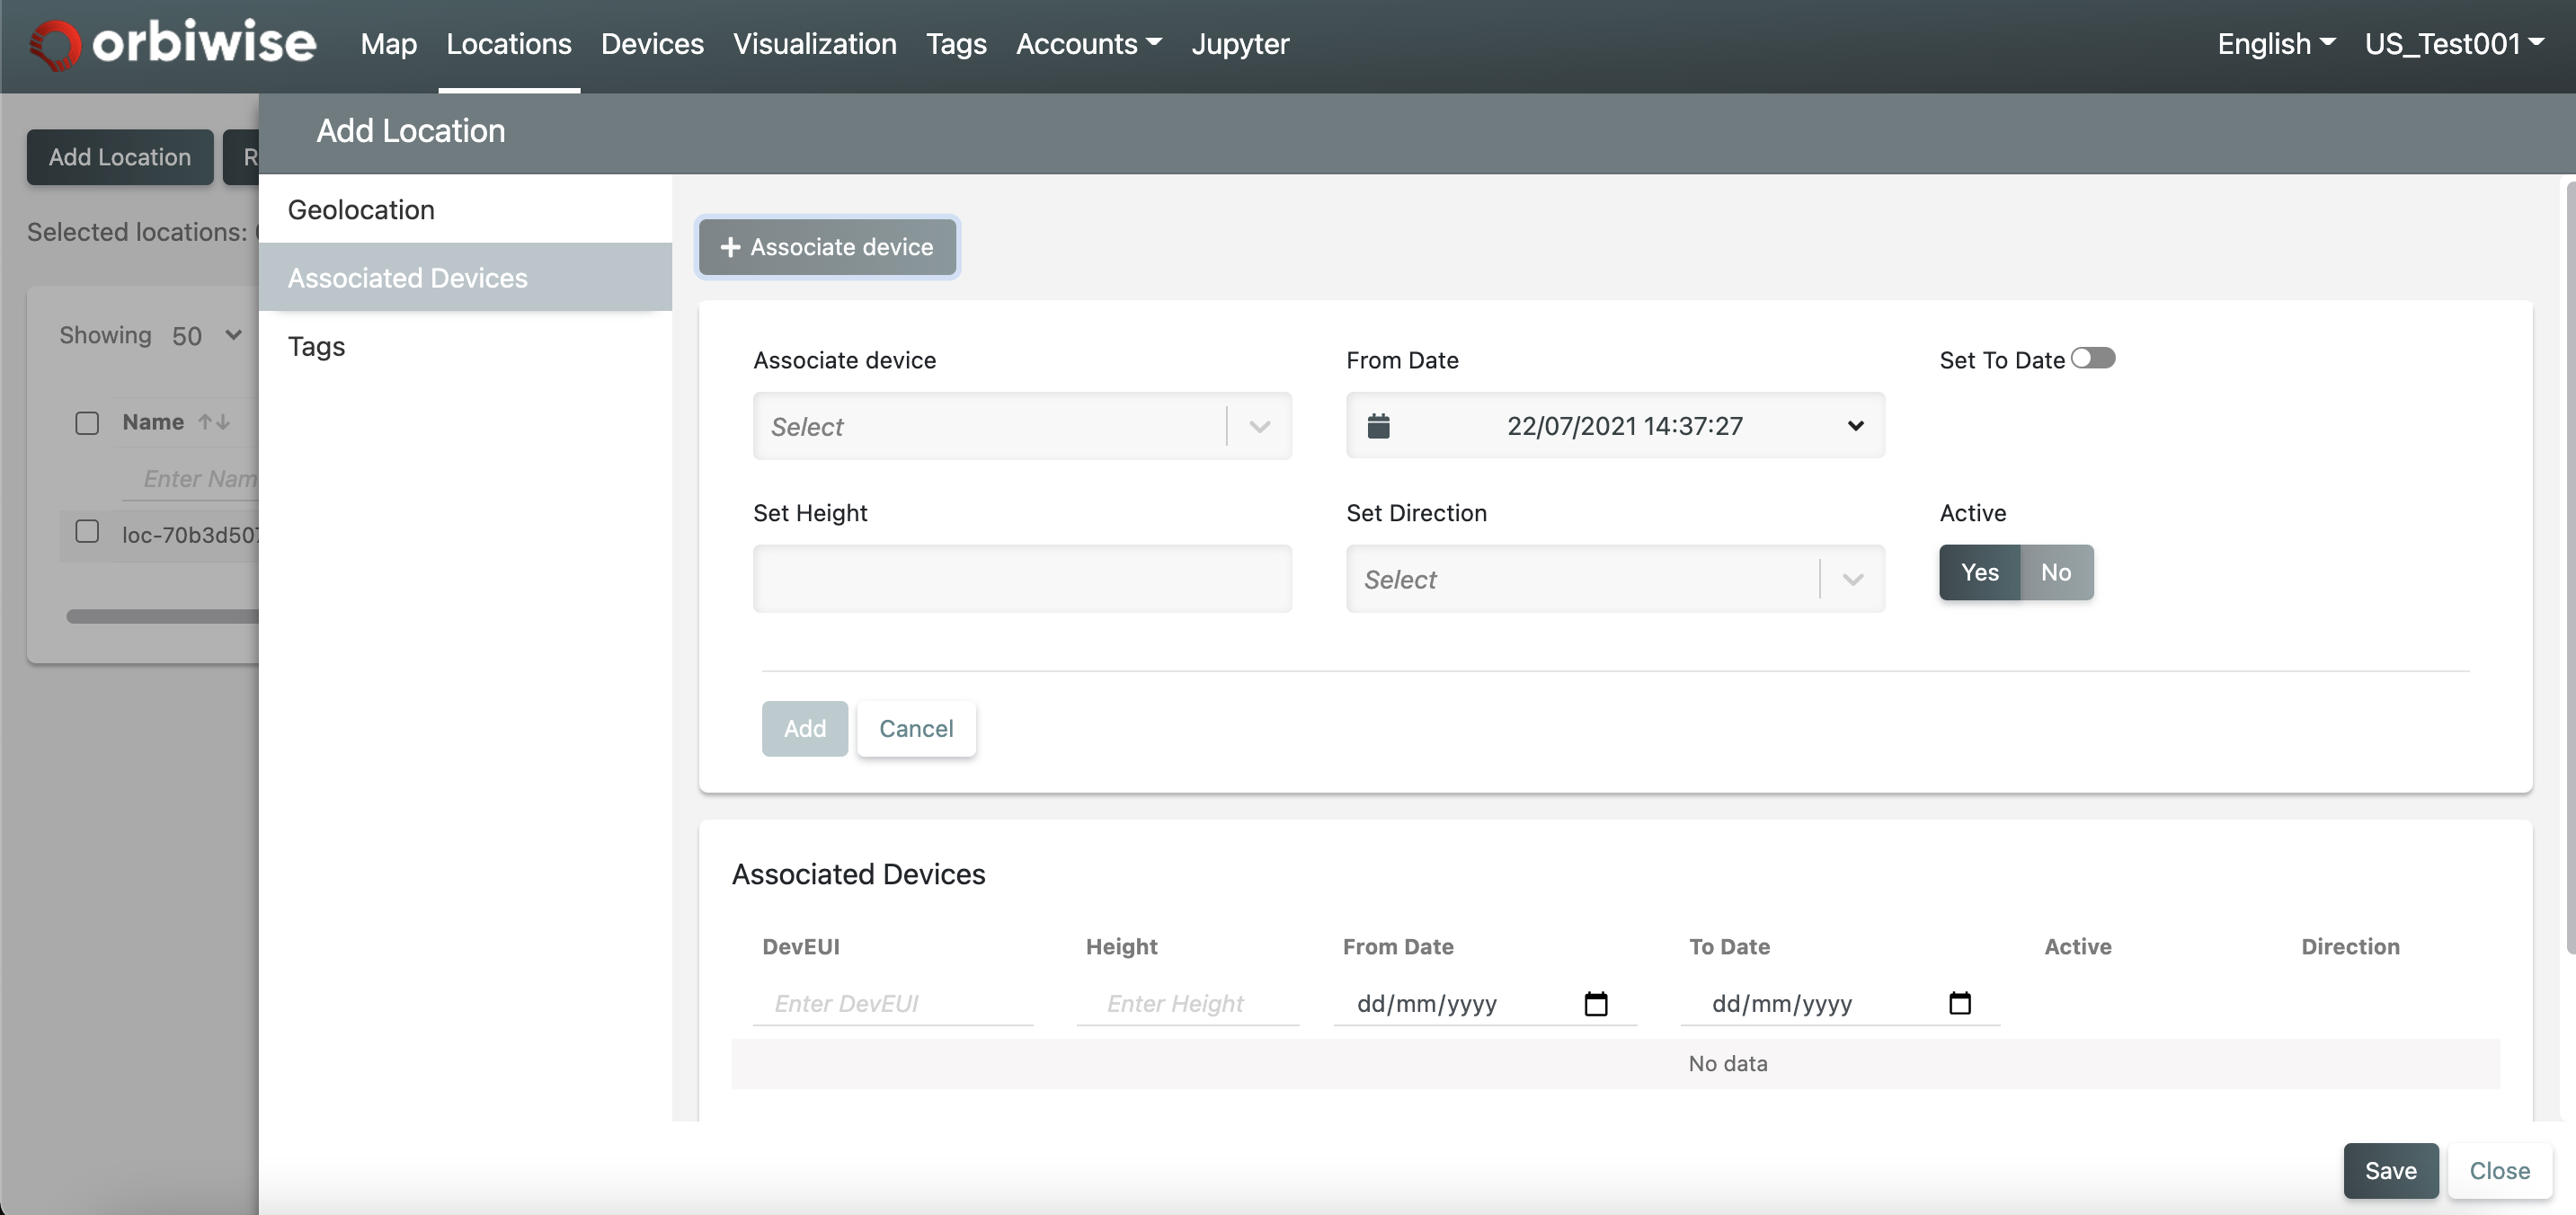 orbiwise Map Locations Devices Visualization Tags Accounts Jupyter English US_Test001
Add Location
Add Location
Selected locations:
Showing 50
Name
Enter Nam
loc-70b3d507
Geolocation
Associated Devices
Tags
+ Associate device
Associate device From Date Set To Date
Select 22/07/2021 14:37:27
Set Height Set Direction Active
Select Yes No
Add Cancel
Associated Devices
DevEUI Height From Date To Date Active Direction
Enter DevEUI Enter Height dd/mm/yyyy dd/mm/yyyy
No data
Save Close